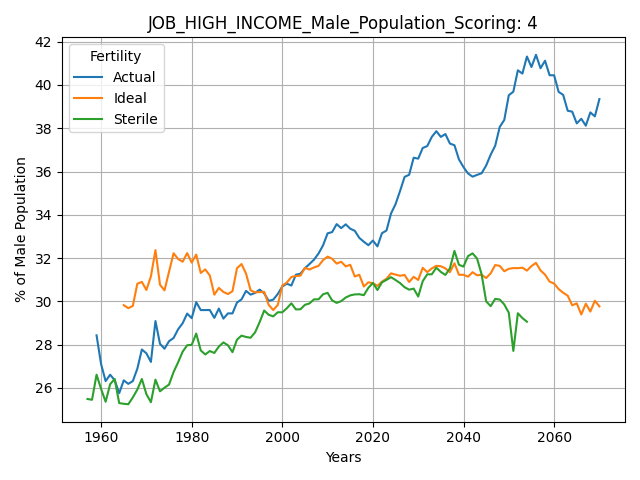 JOB_HIGH_INCOME_Male_Population_Scoring: 4
Fertility
Actual
Ideal
Sterile
% of Male Population
42
40
38
36
34
32
30
28
26
1960 1980 2000 2020 2040 2060
Years